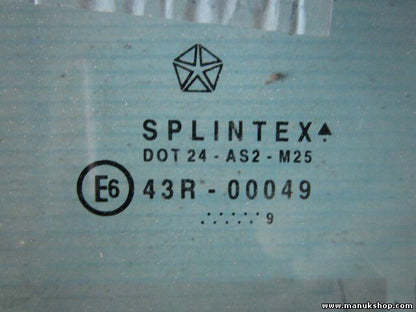 SPLINTEX
DOT 24 - AS2 - M25
E6 43R - 00049
...... 9
www.manukshop.com